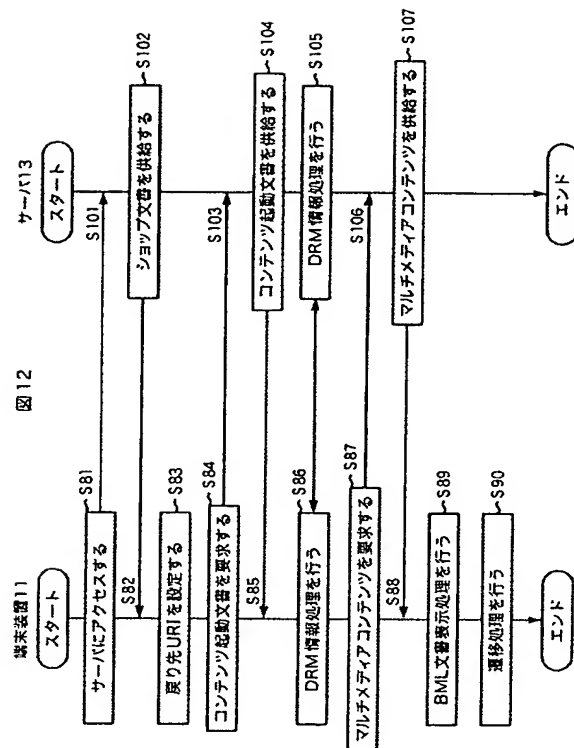 図12
端末装置11
スタート
サーバにアクセスする
S81
S82
戻り先URIを設定する
S83
コンテンツ起動文書を要求する
S84
S85
DRM情報処理を行う
S86
マルチメディアコンテンツを要求する
S87
S88
BML文書表示処理を行う
S89
遷移処理を行う
S90
エンド
サーバ13
スタート
S101
ショップ文書を供給する
S102
S103
コンテンツ起動文書を供給する
S104
DRM情報処理を行う
S105
S106
マルチメディアコンテンツを供給する
S107
エンド